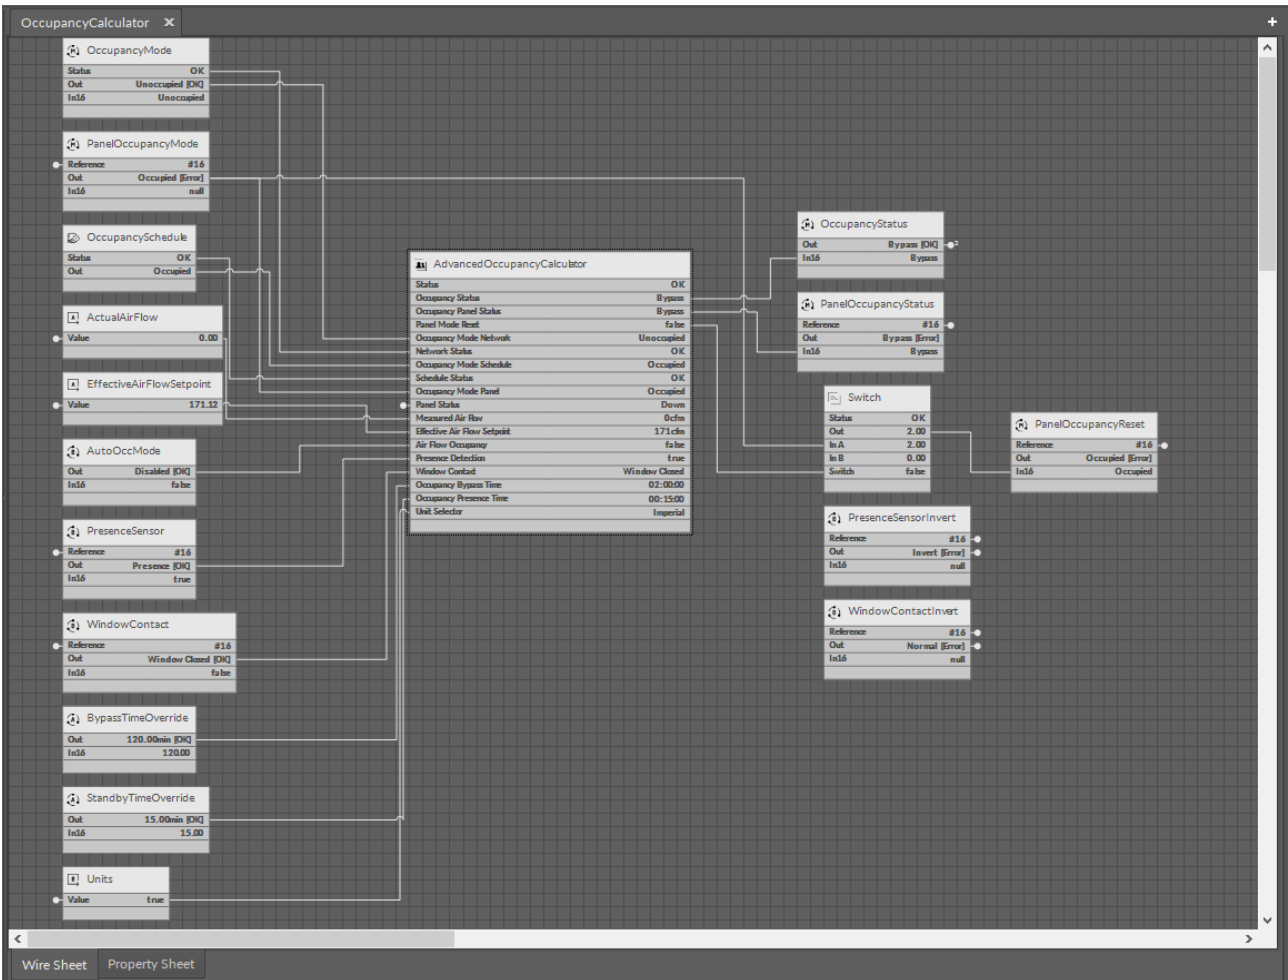 OccupancyCalculator ×
+
OccupancyMode
Status OK
Out Unoccupied [OK]
In16 Unoccupied
PanelOccupancyMode
Reference #16
Out Occupied [Error]
In16 null
OccupancySchedule
Status OK
Out Occupied
ActualAirFlow
Value 0.00
EffectiveAirFlowSetpoint
Value 171.12
AutoOccMode
Out Disabled [OK]
In16 false
PresenceSensor
Reference #16
Out Presence [OK]
In16 true
WindowContact
Reference #16
Out Window Closed [OK]
In16 false
BypassTimeOverride
Out 120.00min [OK]
In16 120.00
StandbyTimeOverride
Out 15.00min [OK]
In16 15.00
Units
Value true
AdvancedOccupancyCalculator
Status OK
Occupancy Status Bypass
Occupancy Panel Status Bypass
Panel Mode Reset false
Occupancy Mode Network Unoccupied
Network Status OK
Occupancy Mode Schedule Occupied
Schedule Status OK
Occupancy Mode Panel Occupied
Panel Status Down
Measured Air Flow 0cfm
Effective Air Flow Setpoint 171cfm
Air Flow Occupancy false
Presence Detection true
Window Contact Window Closed
Occupancy Bypass Time 02:00:00
Occupancy Presence Time 00:15:00
Unit Selector Imperial
OccupancyStatus
Out Bypass [OK]
In16 Bypass
PanelOccupancyStatus
Reference #16
Out Bypass [Error]
In16 Bypass
Switch
Status OK
Out 2.00
In A 2.00
In B 0.00
Switch false
PanelOccupancyReset
Reference #16
Out Occupied [Error]
In16 Occupied
PresenceSensorInvert
Reference #16
Out Invert [Error]
In16 null
WindowContactInvert
Reference #16
Out Normal [Error]
In16 null
Wire Sheet Property Sheet